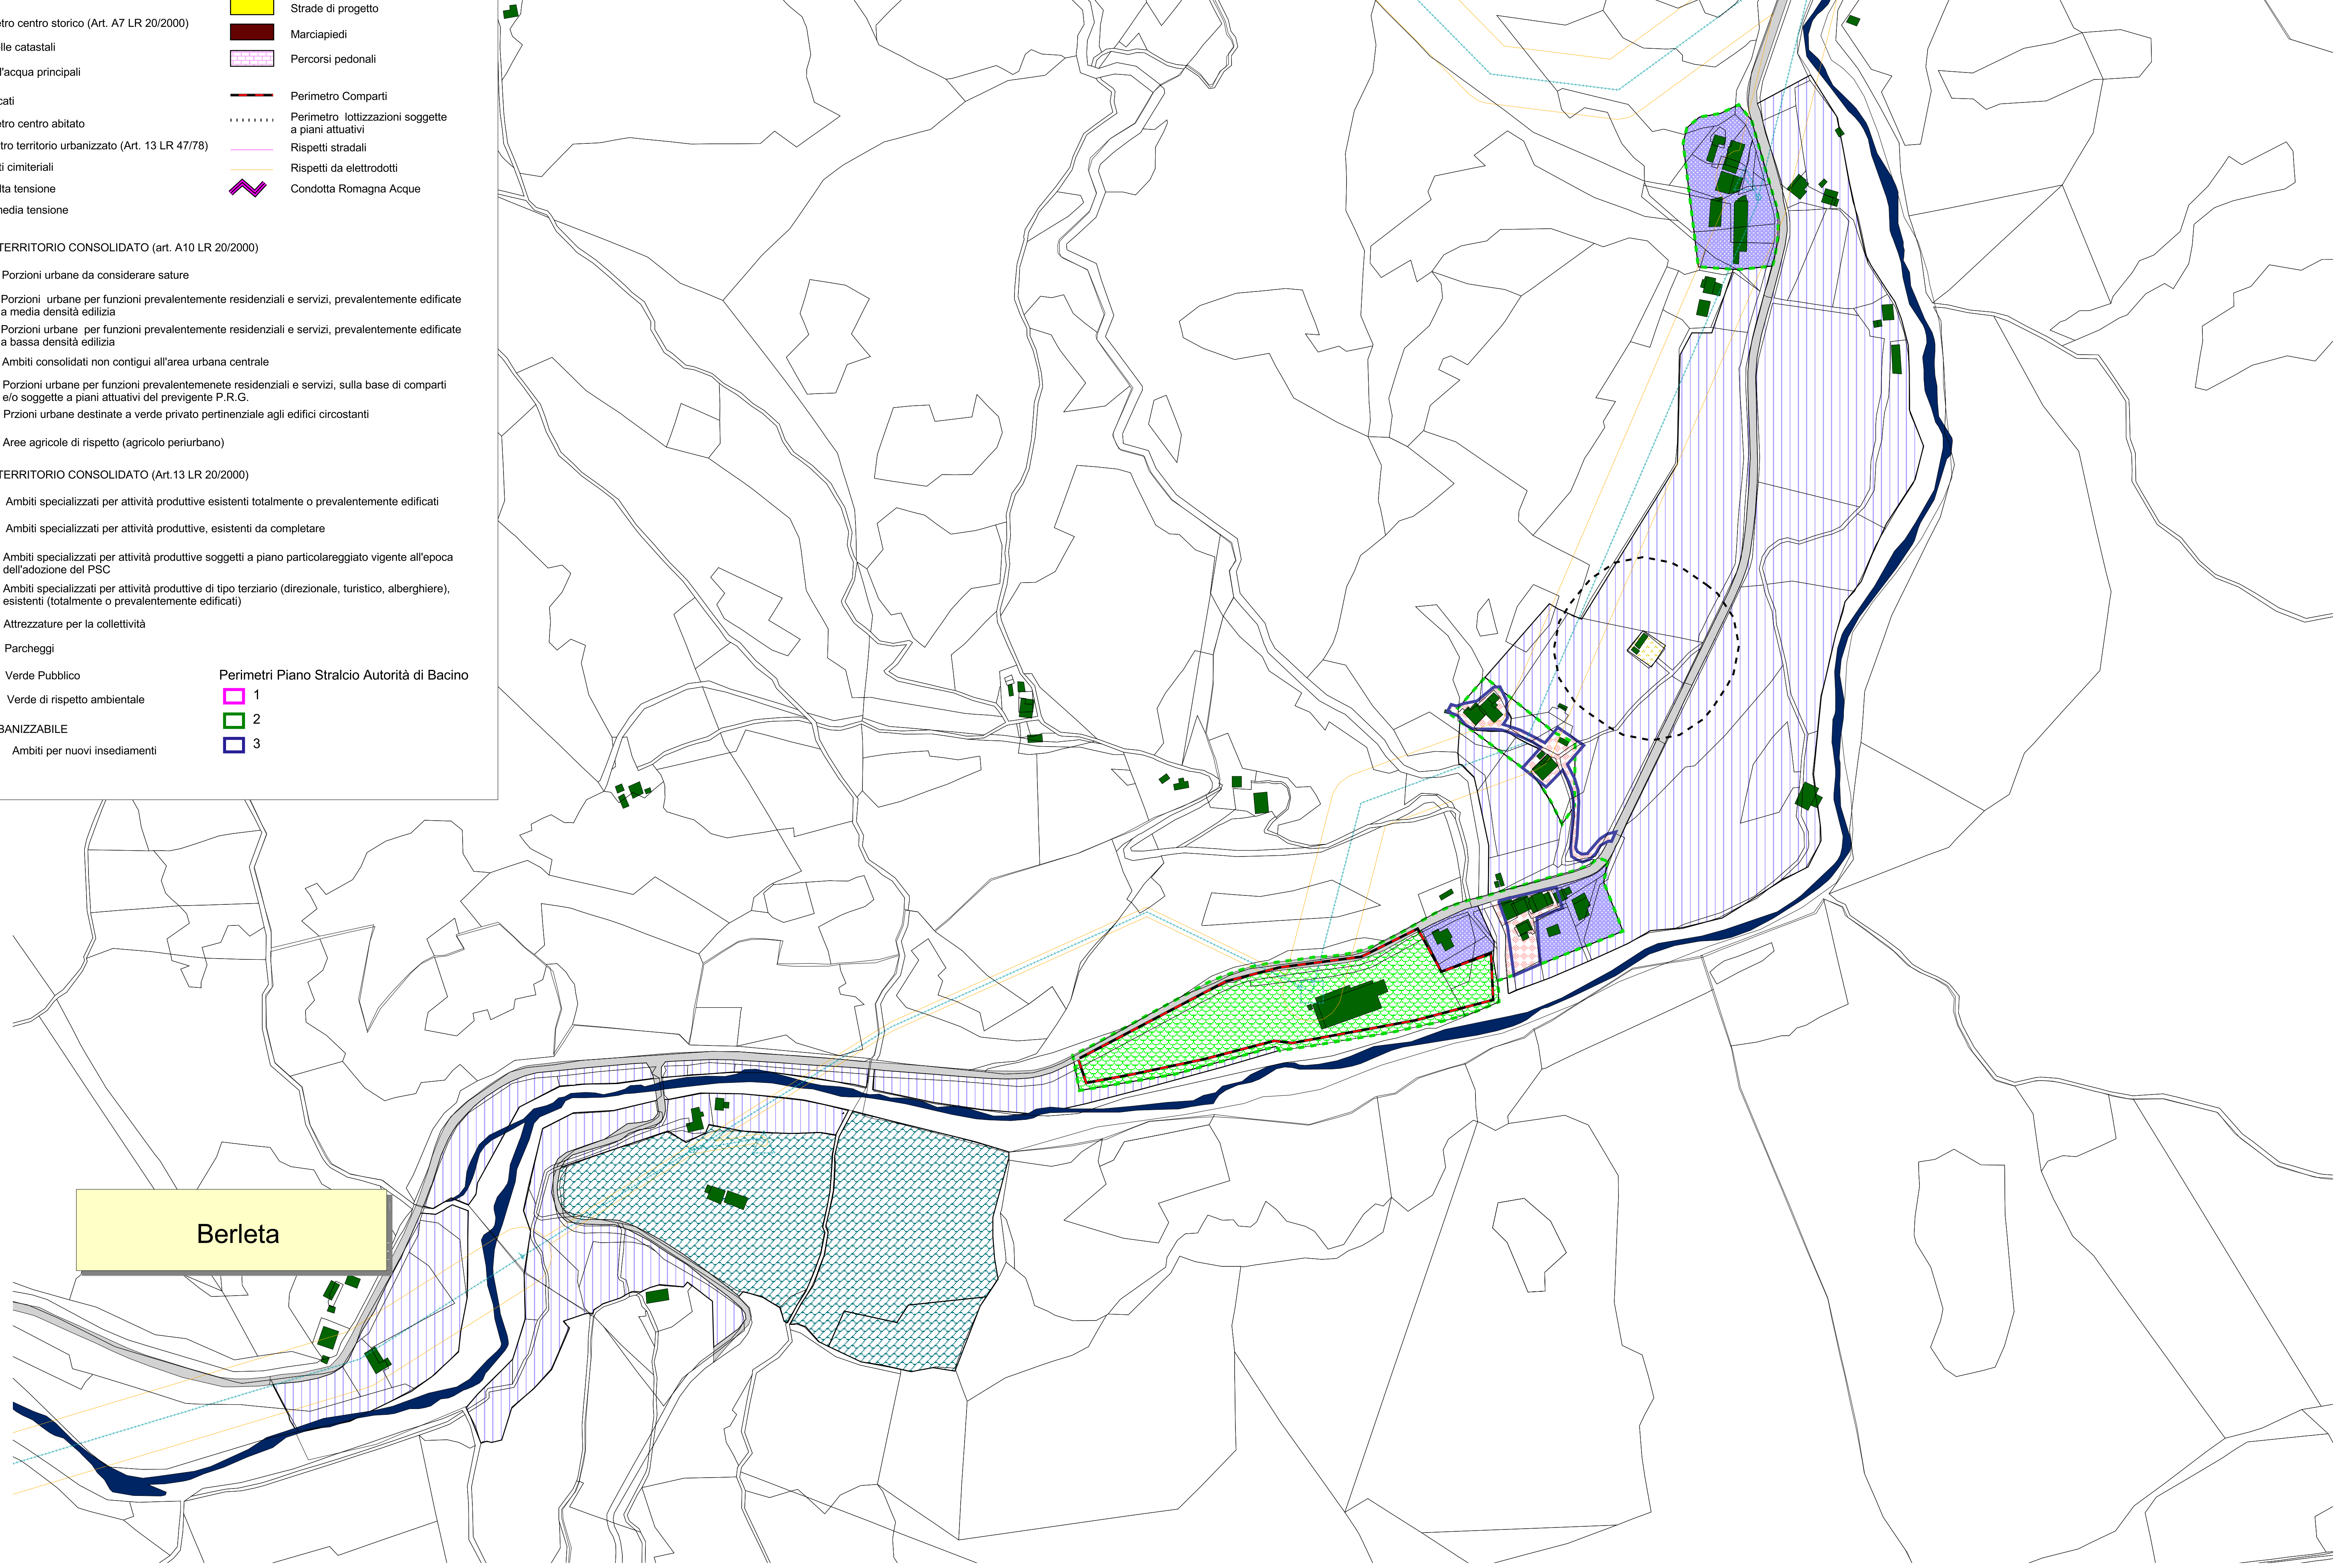 Strade di progetto
tro centro storico (Art. A7 LR 20/2000)
Marciapiedi
lle catastali
Percorsi pedonali
l'acqua principali
Perimetro Comparti
cati
Perimetro lottizzazioni soggette
a piani attuativi
tro centro abitato
tro territorio urbanizzato (Art. 13 LR 47/78)
Rispetti stradali
ti cimiteriali
Rispetti da elettrodotti
lta tensione
Condotta Romagna Acque
media tensione
TERRITORIO CONSOLIDATO (art. A10 LR 20/2000)
Porzioni urbane da considerare sature
Porzioni urbane per funzioni prevalentemente residenziali e servizi, prevalentemente edificate
a media densità edilizia
Porzioni urbane per funzioni prevalentemente residenziali e servizi, prevalentemente edificate
a bassa densità edilizia
Ambiti consolidati non contigui all'area urbana centrale
Porzioni urbane per funzioni prevalentemenete residenziali e servizi, sulla base di comparti
e/o soggette a piani attuativi del previgente P.R.G.
Przioni urbane destinate a verde privato pertinenziale agli edifici circostanti
Aree agricole di rispetto (agricolo periurbano)
TERRITORIO CONSOLIDATO (Art.13 LR 20/2000)
Ambiti specializzati per attività produttive esistenti totalmente o prevalentemente edificati
Ambiti specializzati per attività produttive, esistenti da completare
Ambiti specializzati per attività produttive soggetti a piano particolareggiato vigente all'epoca
dell'adozione del PSC
Ambiti specializzati per attività produttive di tipo terziario (direzionale, turistico, alberghiere),
esistenti (totalmente o prevalentemente edificati)
Attrezzature per la collettività
Parcheggi
Verde Pubblico
Perimetri Piano Stralcio Autorità di Bacino
1
Verde di rispetto ambientale
2
BANIZZABILE
3
Ambiti per nuovi insediamenti
Berleta